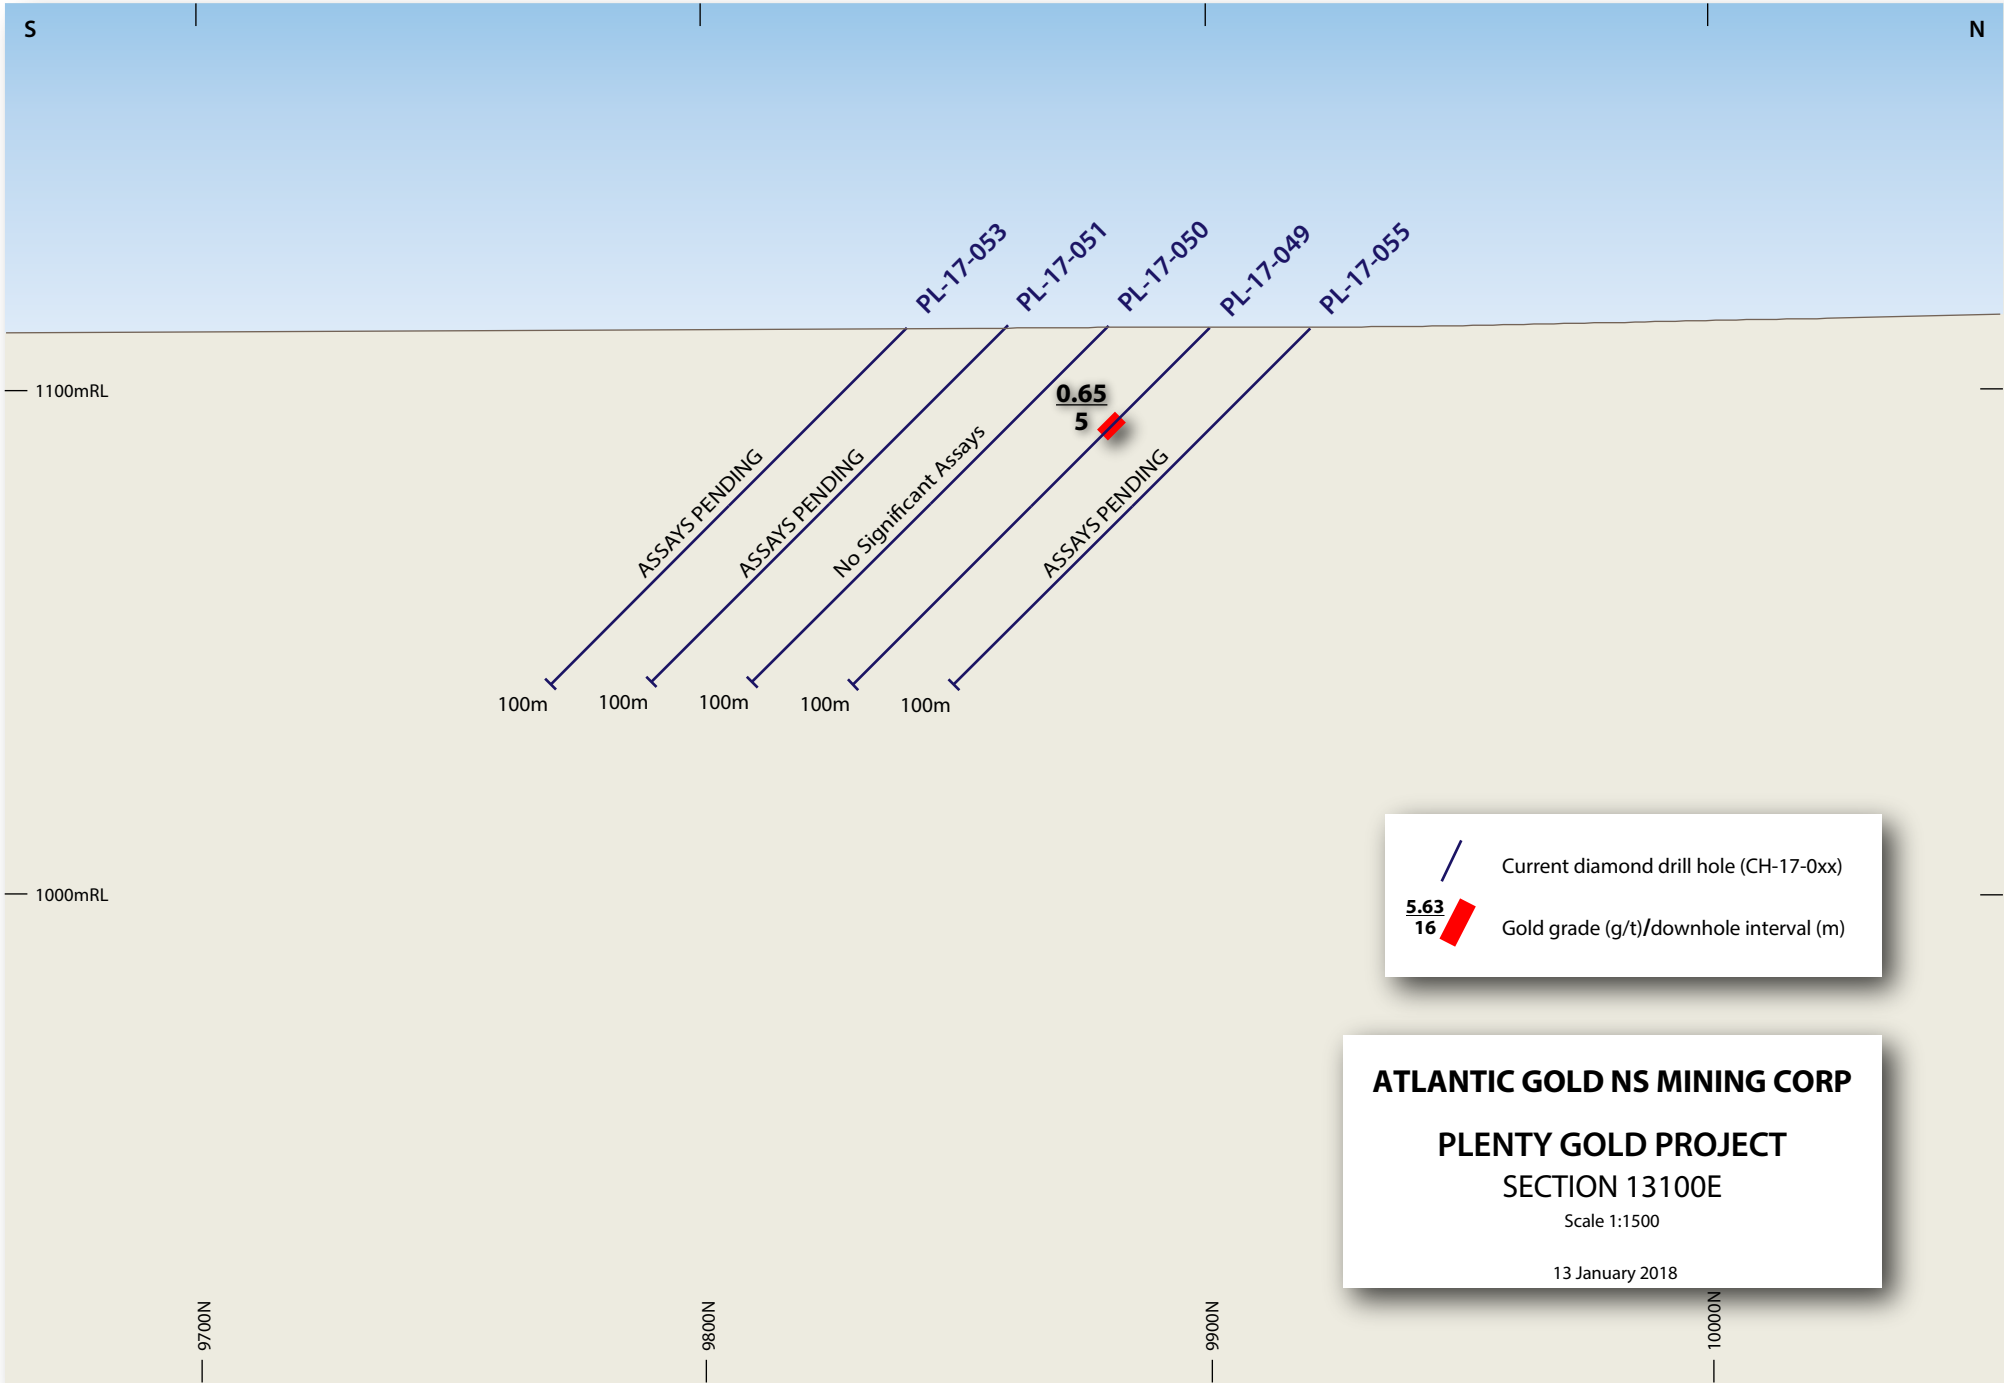 S
N
PL-17-053
PL-17-051
PL-17-050
PL-17-049
PL-17-055
1100mRL
0.65
5
ASSAYS PENDING
ASSAYS PENDING
No Significant Assays
ASSAYS PENDING
100m
100m
100m
100m
100m
1000mRL
Current diamond drill hole (CH-17-0xx)
5.63
16
Gold grade (g/t)/downhole interval (m)
ATLANTIC GOLD NS MINING CORP
PLENTY GOLD PROJECT
SECTION 13100E
Scale 1:1500
13 January 2018
9700N
9800N
9900N
10000N